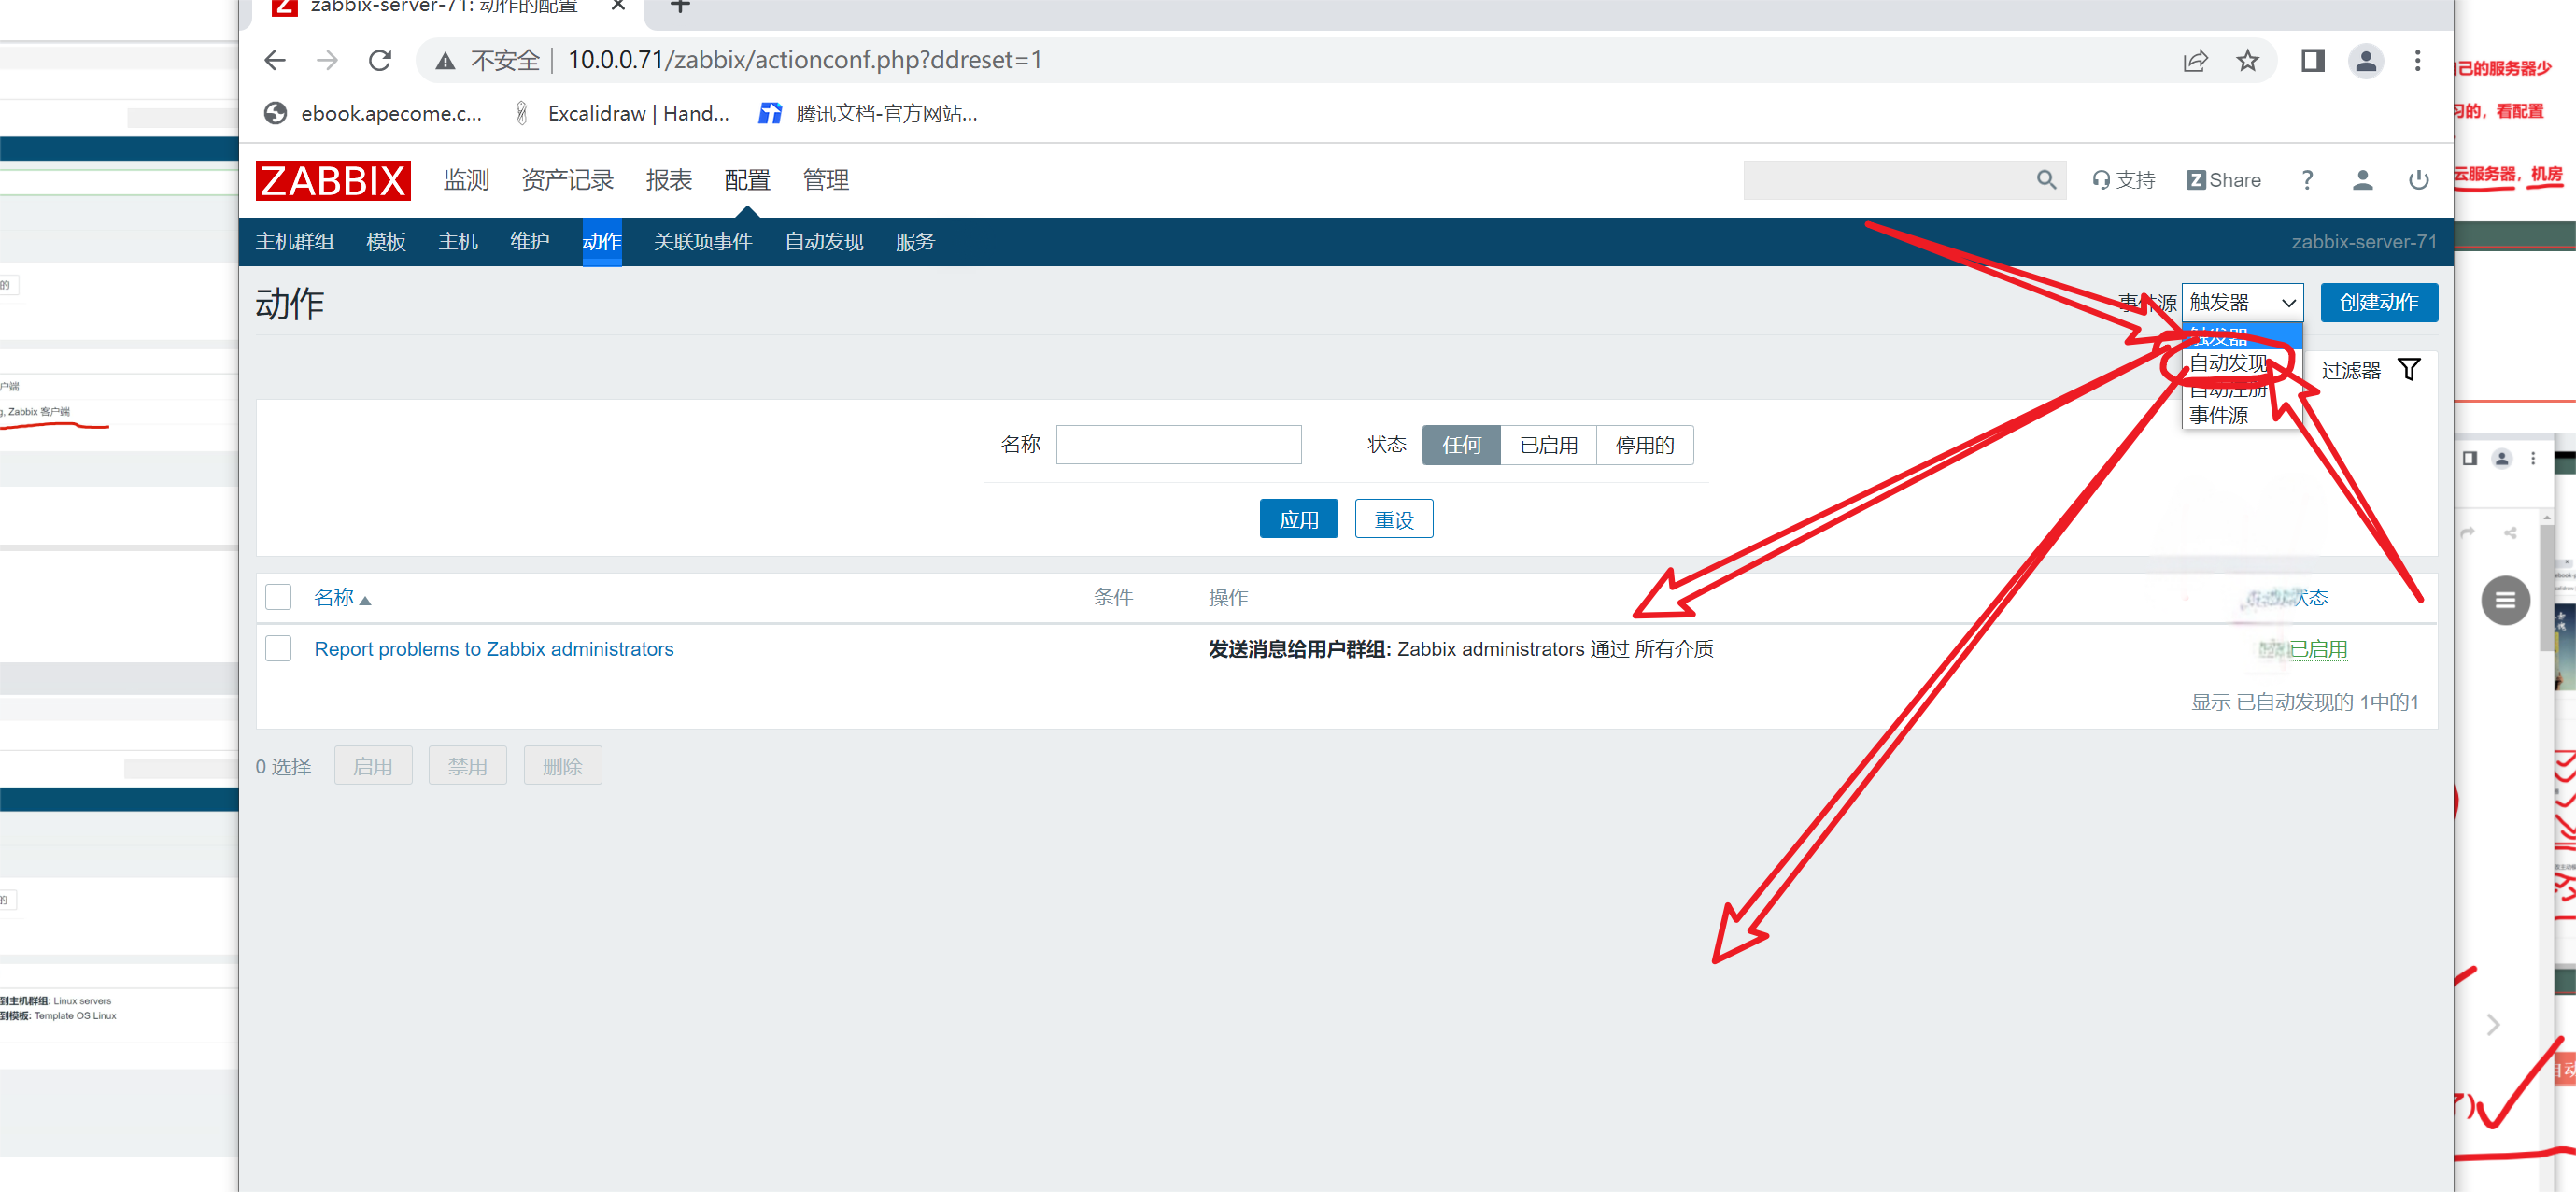 zabbix-server-71: 动作的配置
不安全 | 10.0.0.71/zabbix/actionconf.php?ddreset=1
ebook.apecome.c... Excalidraw | Hand... 腾讯文档-官方网站...
ZABBIX 监测 资产记录 报表 配置 管理 支持 Share ?
主机群组 模板 主机 维护 动作 关联项事件 自动发现 服务 zabbix-server-71
动作 事件源 触发器 创建动作
触发器
自动发现
自动注册
事件源
过滤器
名称 状态 任何 已启用 停用的
应用 重设
名称 条件 操作 状态
Report problems to Zabbix administrators 发送消息给用户群组: Zabbix administrators 通过 所有介质 已启用
显示 已自动发现的 1中的1
0 选择 启用 禁用 删除
的
户端
g, Zabbix 客户端
的
到主机群组: Linux servers
到模板: Template OS Linux
己的服务器少
习的，看配置
云服务器，机房
自动